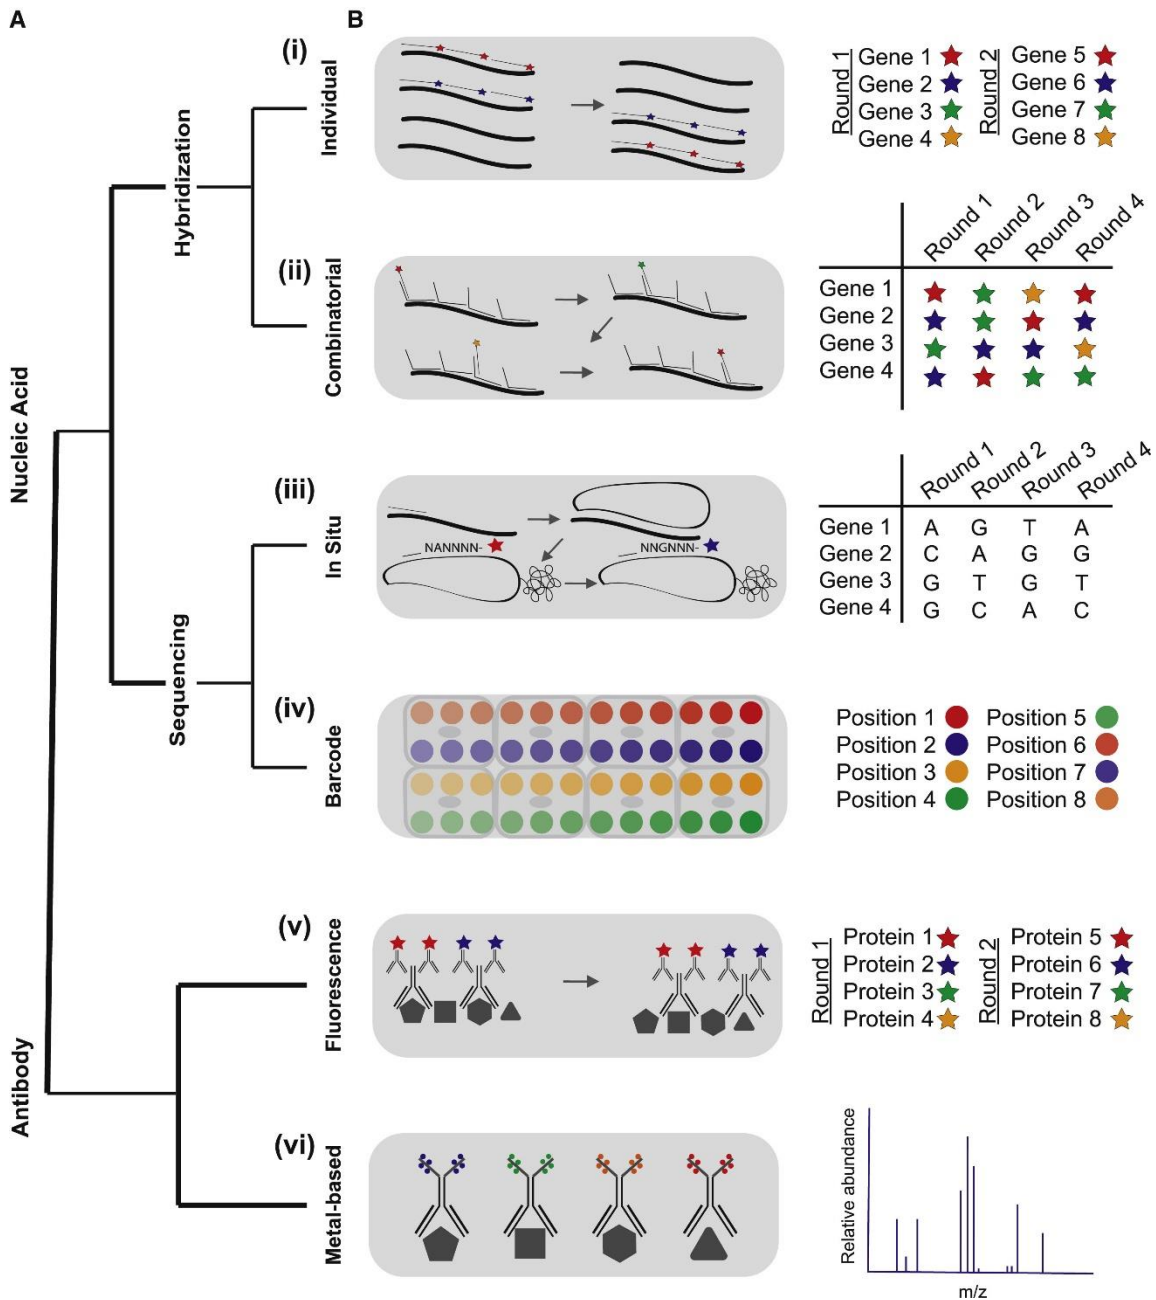 A
B
Nucleic Acid
Antibody
Hybridization
Sequencing
(i)
Individual
Round 1
Gene 1
Gene 2
Gene 3
Gene 4
Round 2
Gene 5
Gene 6
Gene 7
Gene 8
(ii)
Combinatorial
Round 1 Round 2 Round 3 Round 4
Gene 1
Gene 2
Gene 3
Gene 4
(iii)
In Situ
NANNNN-
NNGNNN-
Round 1 Round 2 Round 3 Round 4
Gene 1 A G T A
Gene 2 C A G G
Gene 3 G T G T
Gene 4 G C A C
(iv)
Barcode
Position 1 Position 5
Position 2 Position 6
Position 3 Position 7
Position 4 Position 8
(v)
Fluorescence
Round 1
Protein 1
Protein 2
Protein 3
Protein 4
Round 2
Protein 5
Protein 6
Protein 7
Protein 8
(vi)
Metal-based
Relative abundance
m/z